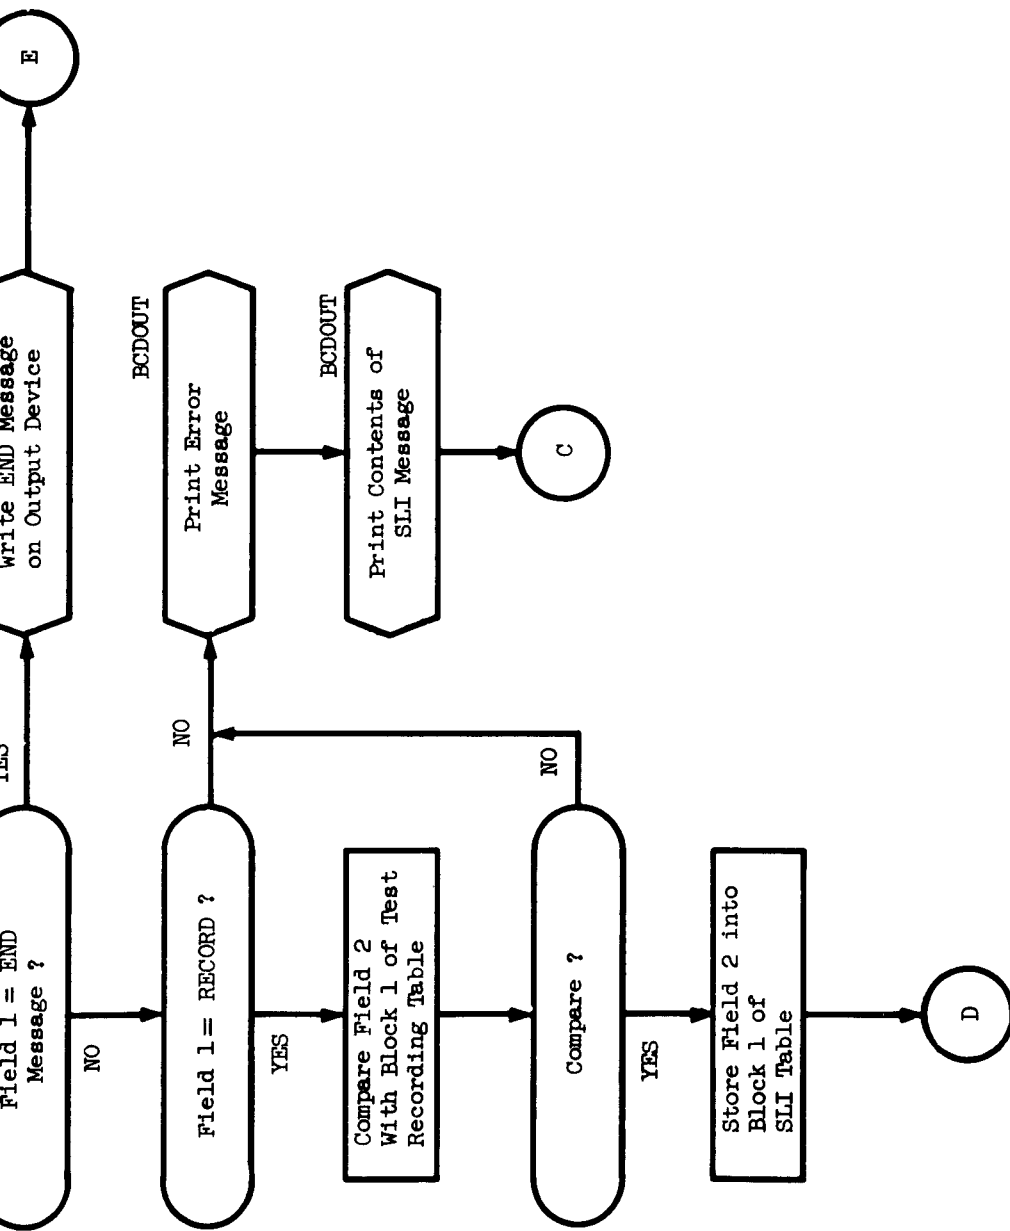 Field 1 = END
Message ?
YES
Write END Message
on Output Device
E
NO
Field 1 = RECORD ?
NO
BCDOUT
Print Error
Message
YES
Compare Field 2
With Block 1 of Test
Recording Table
BCDOUT
Print Contents of
SLI Message
C
Compare ?
NO
YES
Store Field 2 into
Block 1 of
SLI Table
D